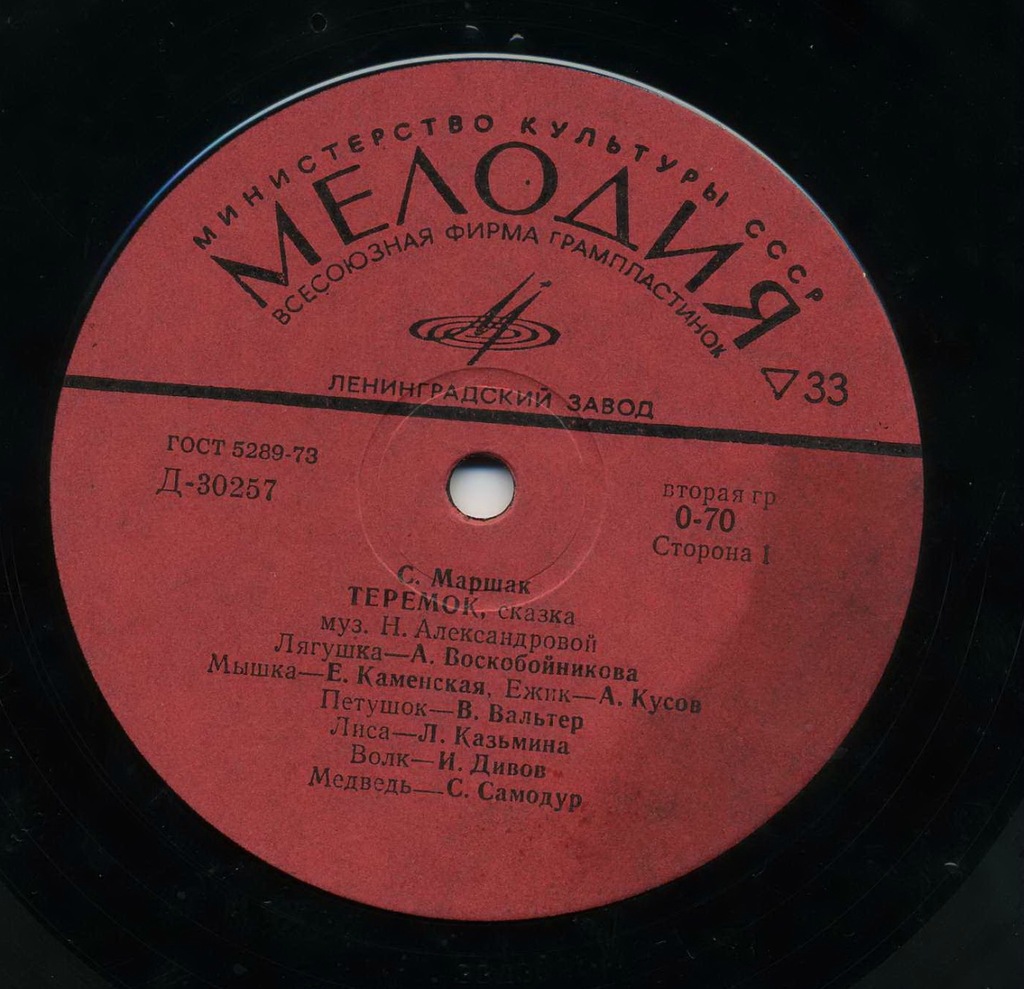 МИНИСТЕРСТВО КУЛЬТУРЫ СССР
МЕЛОДИЯ
ВСЕСОЮЗНАЯ ФИРМА ГРАМПЛАСТИНОК
33
ЛЕНИНГРАДСКИЙ ЗАВОД
ГОСТ 5289-73
Д-30257
вторая гр
0-70
Сторона 1
С. Маршак
ТЕРЕМОК, сказка
муз. Н. Александровой
Лягушка—А. Воскобойникова
Мышка—Е. Каменская, Ежик—А. Кусов
Петушок—В. Вальтер
Лиса—Л. Казьмина
Волк—И. Дивов
Медведь—С. Самодур